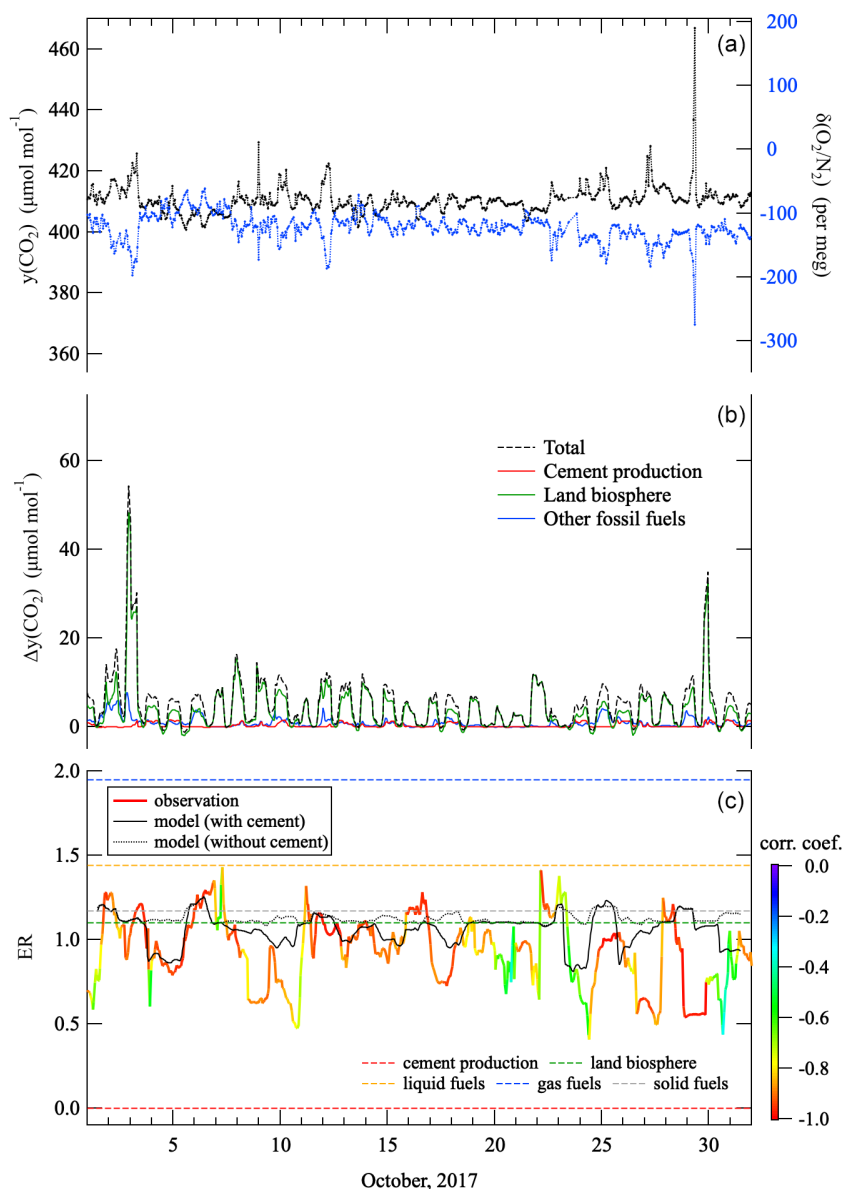 (a)
460
440
420
400
380
360
y(CO2) (μmol mol-1)
200
100
0
-100
-200
-300
δ(O2/N2) (per meg)
(b)
Total
Cement production
Land biosphere
Other fossil fuels
60
40
20
0
Δy(CO2) (μmol mol-1)
(c)
observation
model (with cement)
model (without cement)
2.0
1.5
1.0
0.5
0.0
ER
corr. coef.
0.0
-0.2
-0.4
-0.6
-0.8
-1.0
cement production land biosphere
liquid fuels gas fuels solid fuels
5 10 15 20 25 30
October, 2017